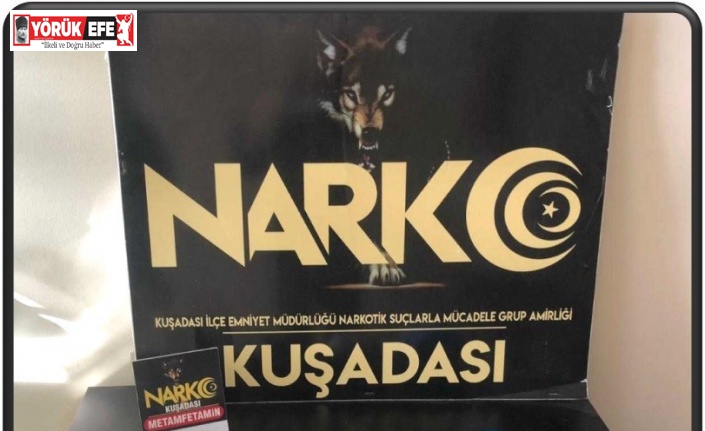 YÖRÜK EFE
"İlkeli ve Doğru Haber"
NARKO
KUŞADASI İLÇE EMNİYET MÜDÜRLÜĞÜ NARKOTİK SUÇLARLA MÜCADELE GRUP AMİRLİĞİ
KUŞADASI
NARKO
KUŞADASI
METAMFETAMİN